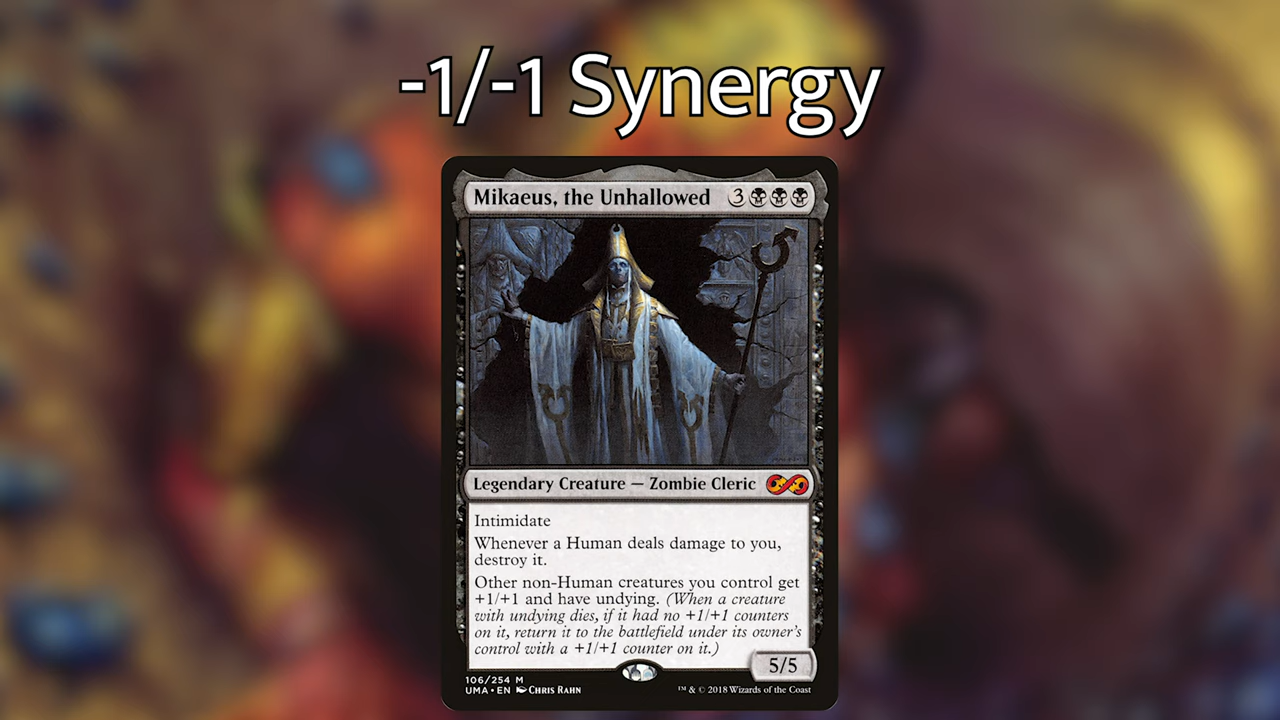 -1/-1 Synergy
Mikaeus, the Unhallowed 3
Legendary Creature — Zombie Cleric
Intimidate
Whenever a Human deals damage to you,
destroy it.
Other non-Human creatures you control get
+1/+1 and have undying. (When a creature
with undying dies, if it had no +1/+1 counters
on it, return it to the battlefield under its owner's
control with a +1/+1 counter on it.)
5/5
106/254 M
UMA • EN Chris Rahn
™ & © 2018 Wizards of the Coast